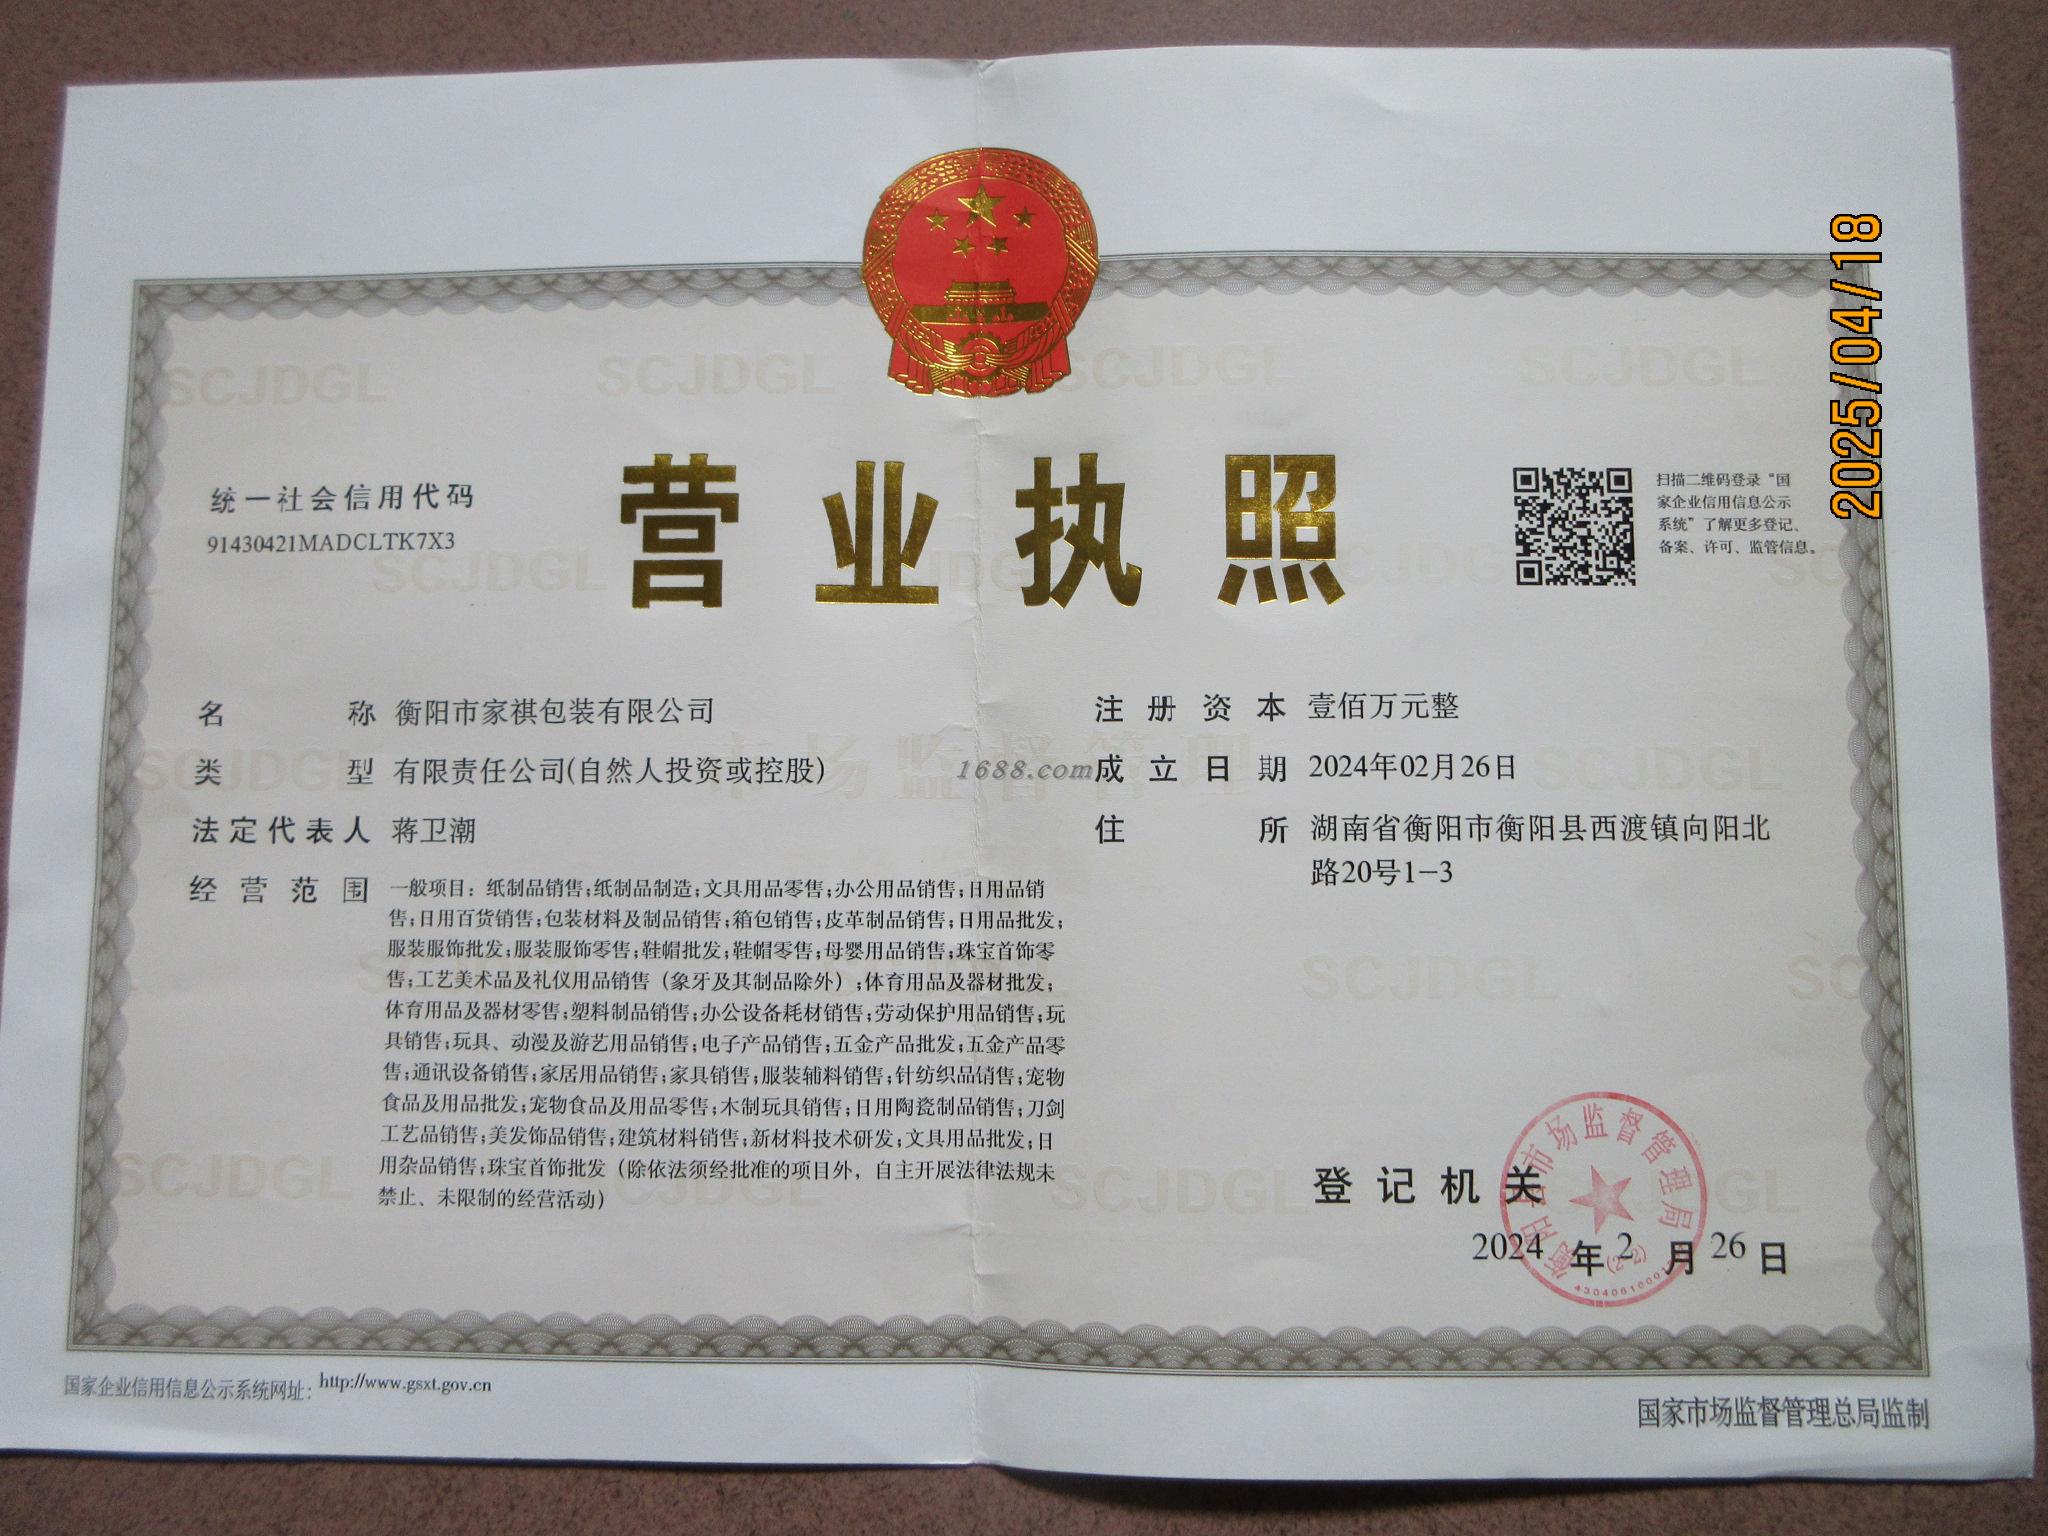 2025/04/18
营业执照
统一社会信用代码
91430421MADCLTK7X3
扫描二维码登录“国
家企业信用信息公示
系统”了解更多登记、
备案、许可、监管信息。
名称 衡阳市家祺包装有限公司
类型 有限责任公司(自然人投资或控股)
法定代表人 蒋卫潮
经营范围 一般项目：纸制品销售;纸制品制造;文具用品零售;办公用品销售;日用品销
售;日用百货销售;包装材料及制品销售;箱包销售;皮革制品销售;日用品批发;
服装服饰批发;服装服饰零售;鞋帽批发;鞋帽零售;母婴用品销售;珠宝首饰零
售;工艺美术品及礼仪用品销售（象牙及其制品除外）;体育用品及器材批发;
体育用品及器材零售;塑料制品销售;办公设备耗材销售;劳动保护用品销售;玩
具销售;玩具、动漫及游艺用品销售;电子产品销售;五金产品批发;五金产品零
售;通讯设备销售;家居用品销售;家具销售;服装辅料销售;针纺织品销售;宠物
食品及用品批发;宠物食品及用品零售;木制玩具销售;日用陶瓷制品销售;刀剑
工艺品销售;美发饰品销售;建筑材料销售;新材料技术研发;文具用品批发;日
用杂品销售;珠宝首饰批发（除依法须经批准的项目外，自主开展法律法规未
禁止、未限制的经营活动）
1688.com
注册资本 壹佰万元整
成立日期 2024年02月26日
住所 湖南省衡阳市衡阳县西渡镇向阳北
路20号1-3
登记机关
衡阳县市场监督管理局
(2-2)
2024年2月26日
国家企业信用信息公示系统网址：http://www.gsxt.gov.cn
国家市场监督管理总局监制
SCJDGL
市场监督管理